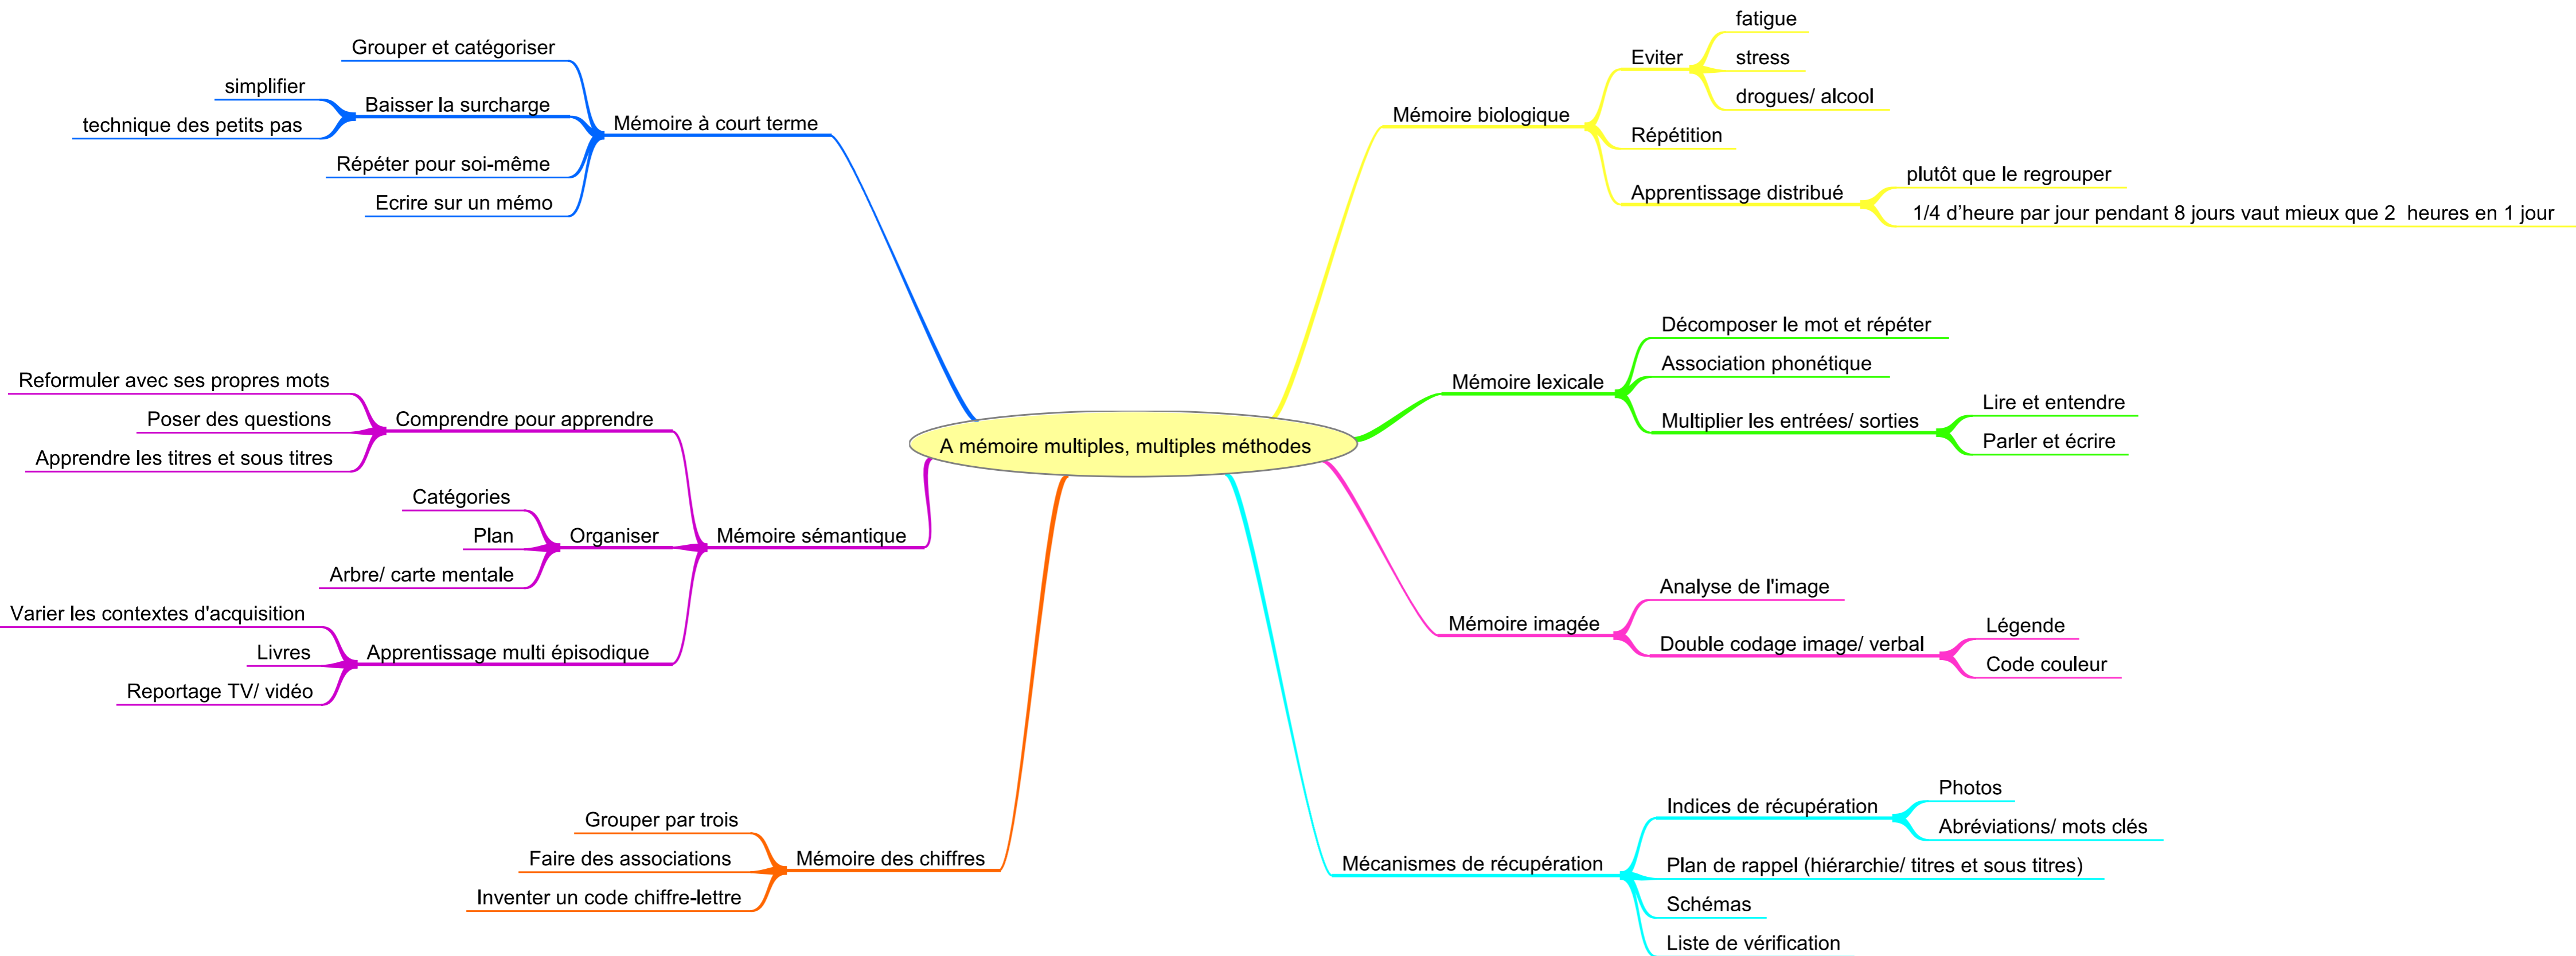 A mémoire multiples, multiples méthodes
Mémoire à court terme
Grouper et catégoriser
Baisser la surcharge
simplifier
technique des petits pas
Répéter pour soi-même
Ecrire sur un mémo
Mémoire sémantique
Comprendre pour apprendre
Reformuler avec ses propres mots
Poser des questions
Apprendre les titres et sous titres
Organiser
Catégories
Plan
Arbre/ carte mentale
Apprentissage multi épisodique
Varier les contextes d'acquisition
Livres
Reportage TV/ vidéo
Mémoire des chiffres
Grouper par trois
Faire des associations
Inventer un code chiffre-lettre
Mémoire biologique
Eviter
fatigue
stress
drogues/ alcool
Répétition
Apprentissage distribué
plutôt que le regrouper
1/4 d’heure par jour pendant 8 jours vaut mieux que 2  heures en 1 jour
Mémoire lexicale
Décomposer le mot et répéter
Association phonétique
Multiplier les entrées/ sorties
Lire et entendre
Parler et écrire
Mémoire imagée
Analyse de l'image
Double codage image/ verbal
Légende
Code couleur
Mécanismes de récupération
Indices de récupération
Photos
Abréviations/ mots clés
Plan de rappel (hiérarchie/ titres et sous titres)
Schémas
Liste de vérification